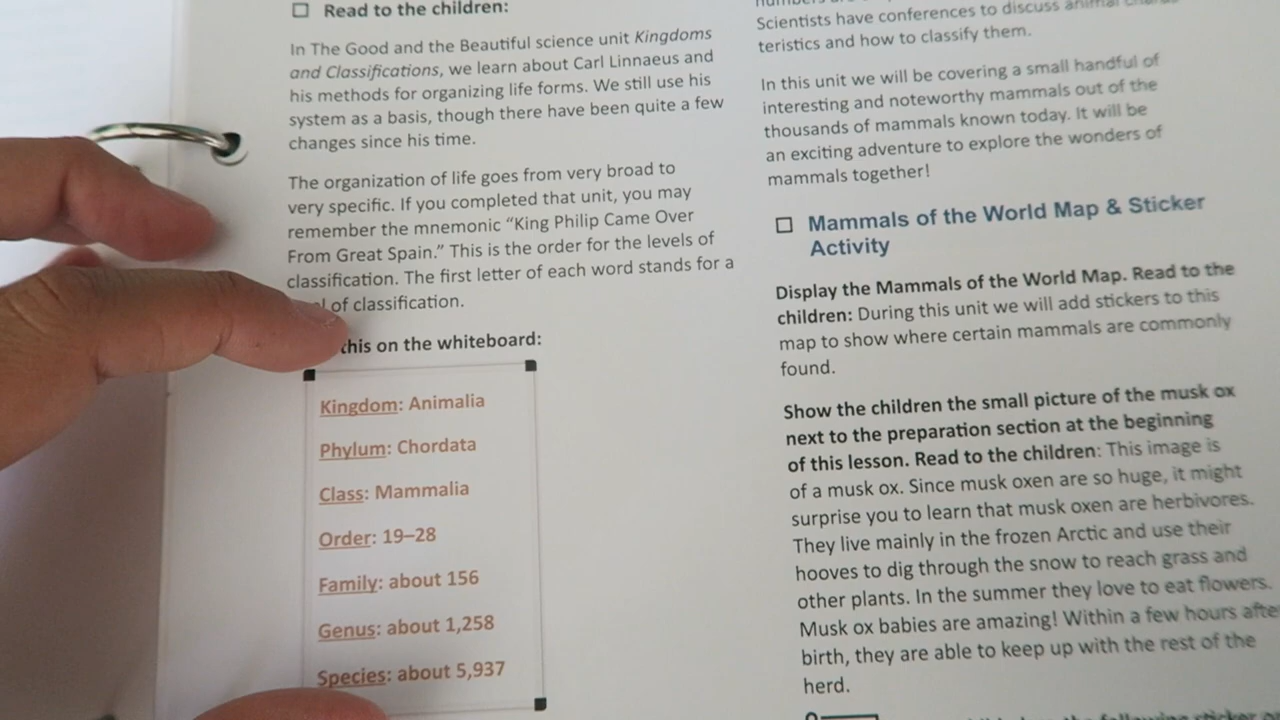 Read to the children:
In The Good and the Beautiful science unit Kingdoms
and Classifications, we learn about Carl Linnaeus and
his methods for organizing life forms. We still use his
system as a basis, though there have been quite a few
changes since his time.
The organization of life goes from very broad to
very specific. If you completed that unit, you may
remember the mnemonic “King Philip Came Over
From Great Spain.” This is the order for the levels of
classification. The first letter of each word stands for a
of classification.
this on the whiteboard:
Kingdom: Animalia
Phylum: Chordata
Class: Mammalia
Order: 19–28
Family: about 156
Genus: about 1,258
Species: about 5,937
Scientists have conferences to discuss animal
teristics and how to classify them.
In this unit we will be covering a small handful of
interesting and noteworthy mammals out of the
thousands of mammals known today. It will be
an exciting adventure to explore the wonders of
mammals together!
Mammals of the World Map & Sticker
Activity
Display the Mammals of the World Map. Read to the
children: During this unit we will add stickers to this
map to show where certain mammals are commonly
found.
Show the children the small picture of the musk ox
next to the preparation section at the beginning
of this lesson. Read to the children: This image is
of a musk ox. Since musk oxen are so huge, it might
surprise you to learn that musk oxen are herbivores.
They live mainly in the frozen Arctic and use their
hooves to dig through the snow to reach grass and
other plants. In the summer they love to eat flowers.
Musk ox babies are amazing! Within a few hours afte
birth, they are able to keep up with the rest of the
herd.